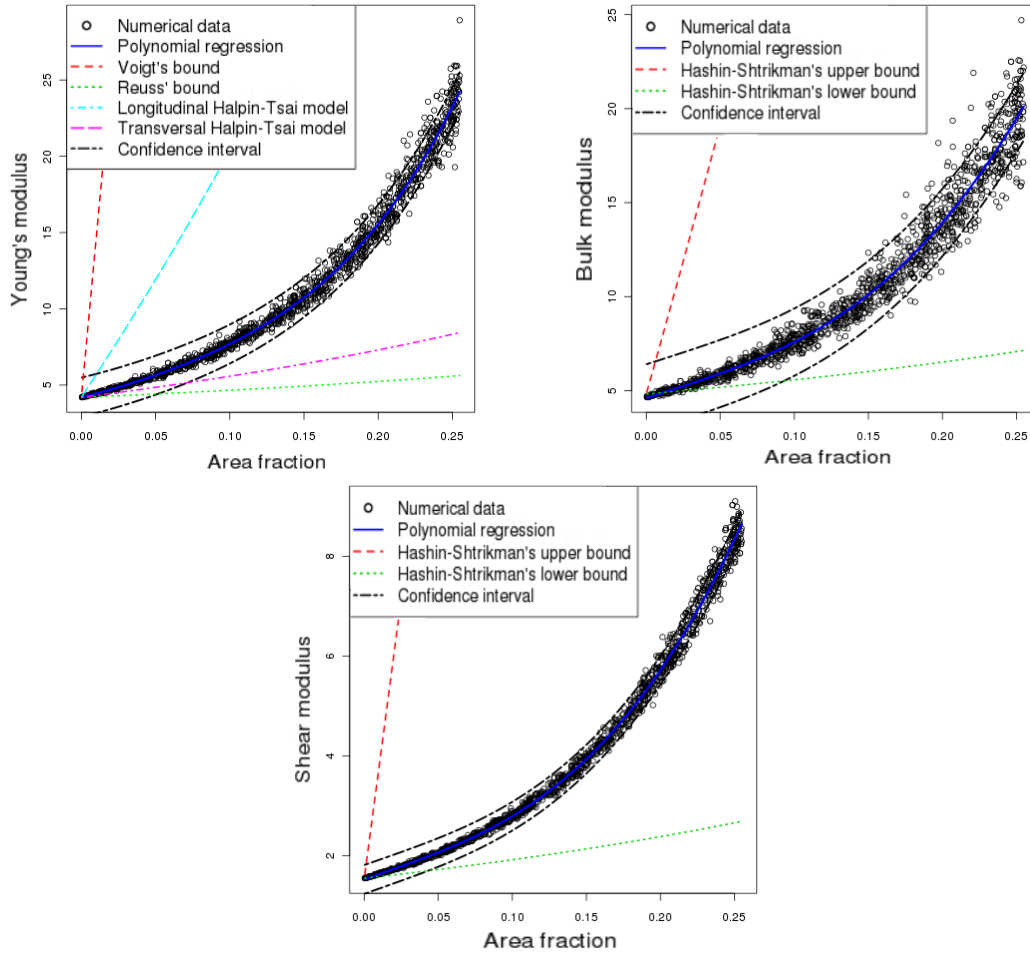 Numerical data
Polynomial regression
Voigt's bound
Reuss' bound
Longitudinal Halpin-Tsai model
Transversal Halpin-Tsai model
Confidence interval
Young's modulus
25
20
15
10
5
0.00 0.05 0.10 0.15 0.20 0.25
Area fraction
Numerical data
Polynomial regression
Hashin-Shtrikman's upper bound
Hashin-Shtrikman's lower bound
Confidence interval
Bulk modulus
25
20
15
10
5
0.00 0.05 0.10 0.15 0.20 0.25
Area fraction
Numerical data
Polynomial regression
Hashin-Shtrikman's upper bound
Hashin-Shtrikman's lower bound
Confidence interval
Shear modulus
8
6
4
2
0.00 0.05 0.10 0.15 0.20 0.25
Area fraction